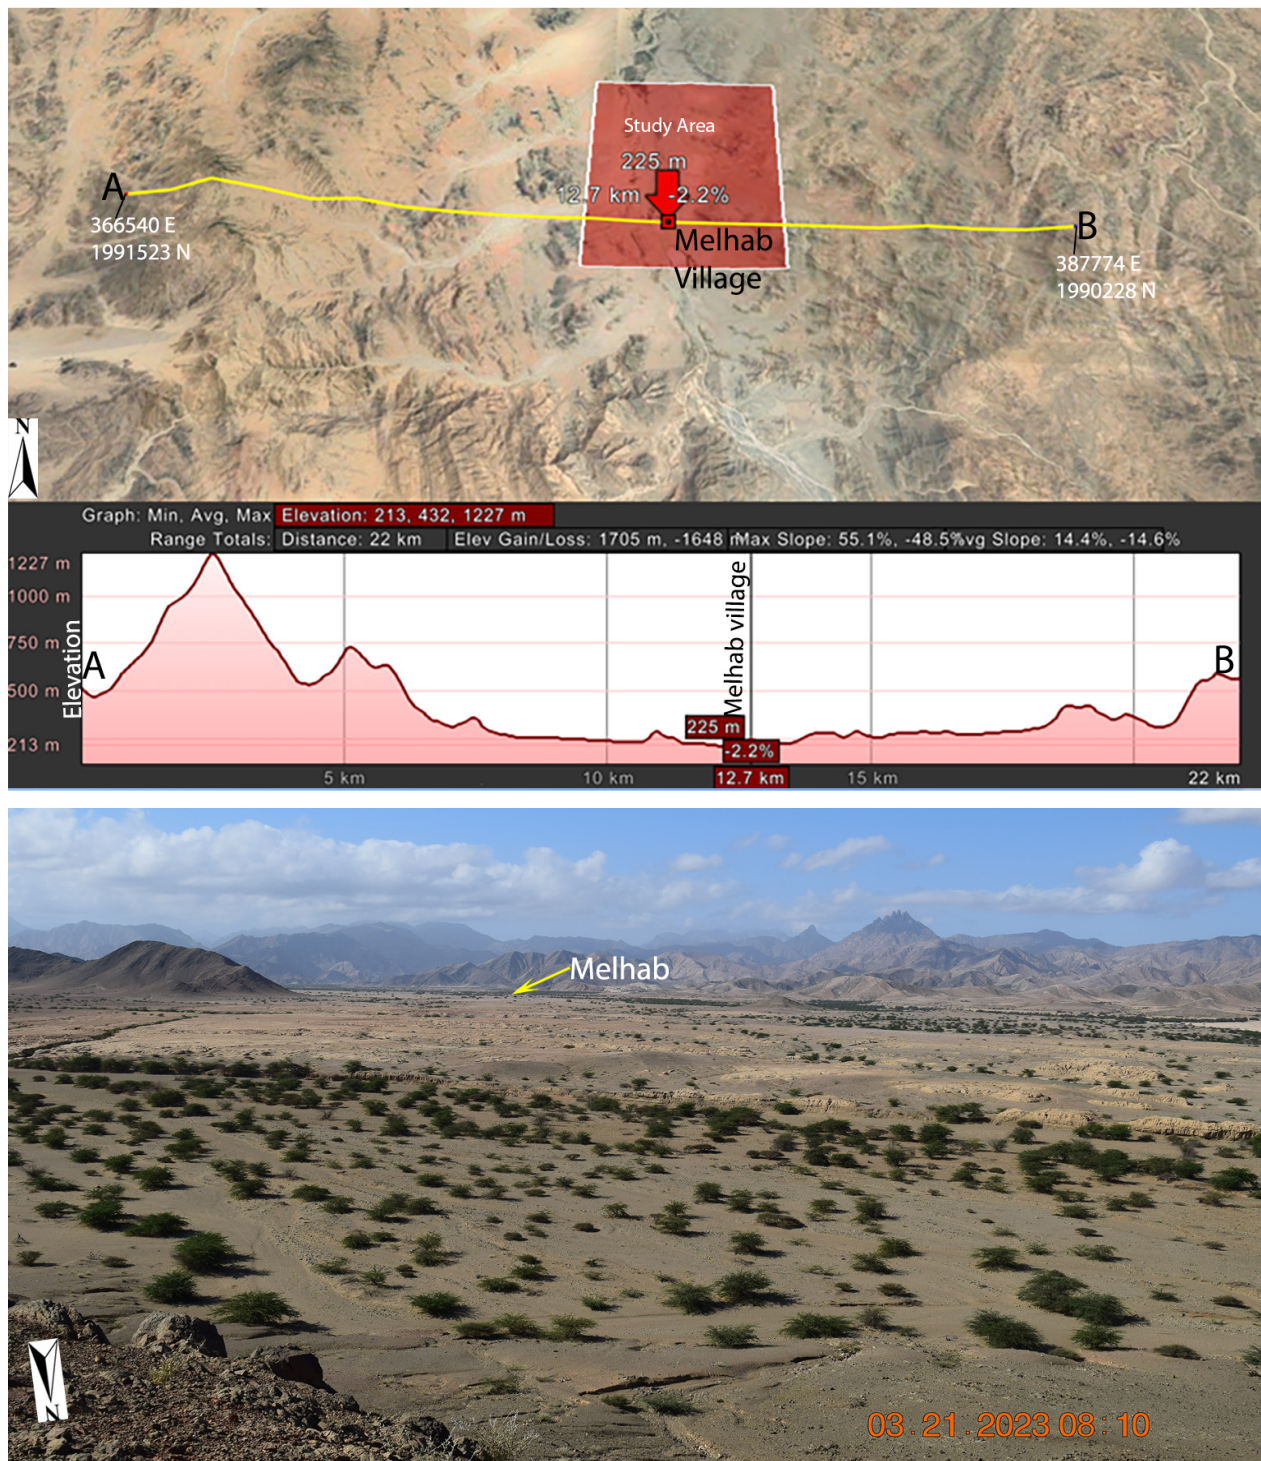 Study Area
225 m
12.7 km -2.2%
A
366540 E
1991523 N
Melhab
Village
B
387774 E
1990228 N
N
Graph: Min, Avg, Max Elevation: 213, 432, 1227 m
Range Totals: Distance: 22 km Elev Gain/Loss: 1705 m, -1648 m Max Slope: 55.1%, -48.5% Avg Slope: 14.4%, -14.6%
1227 m
1000 m
750 m
500 m
213 m
Elevation
A
Melhab village
B
225 m
-2.2%
5 km 10 km 12.7 km 15 km 22 km
Melhab
N
03.21.2023 08:10